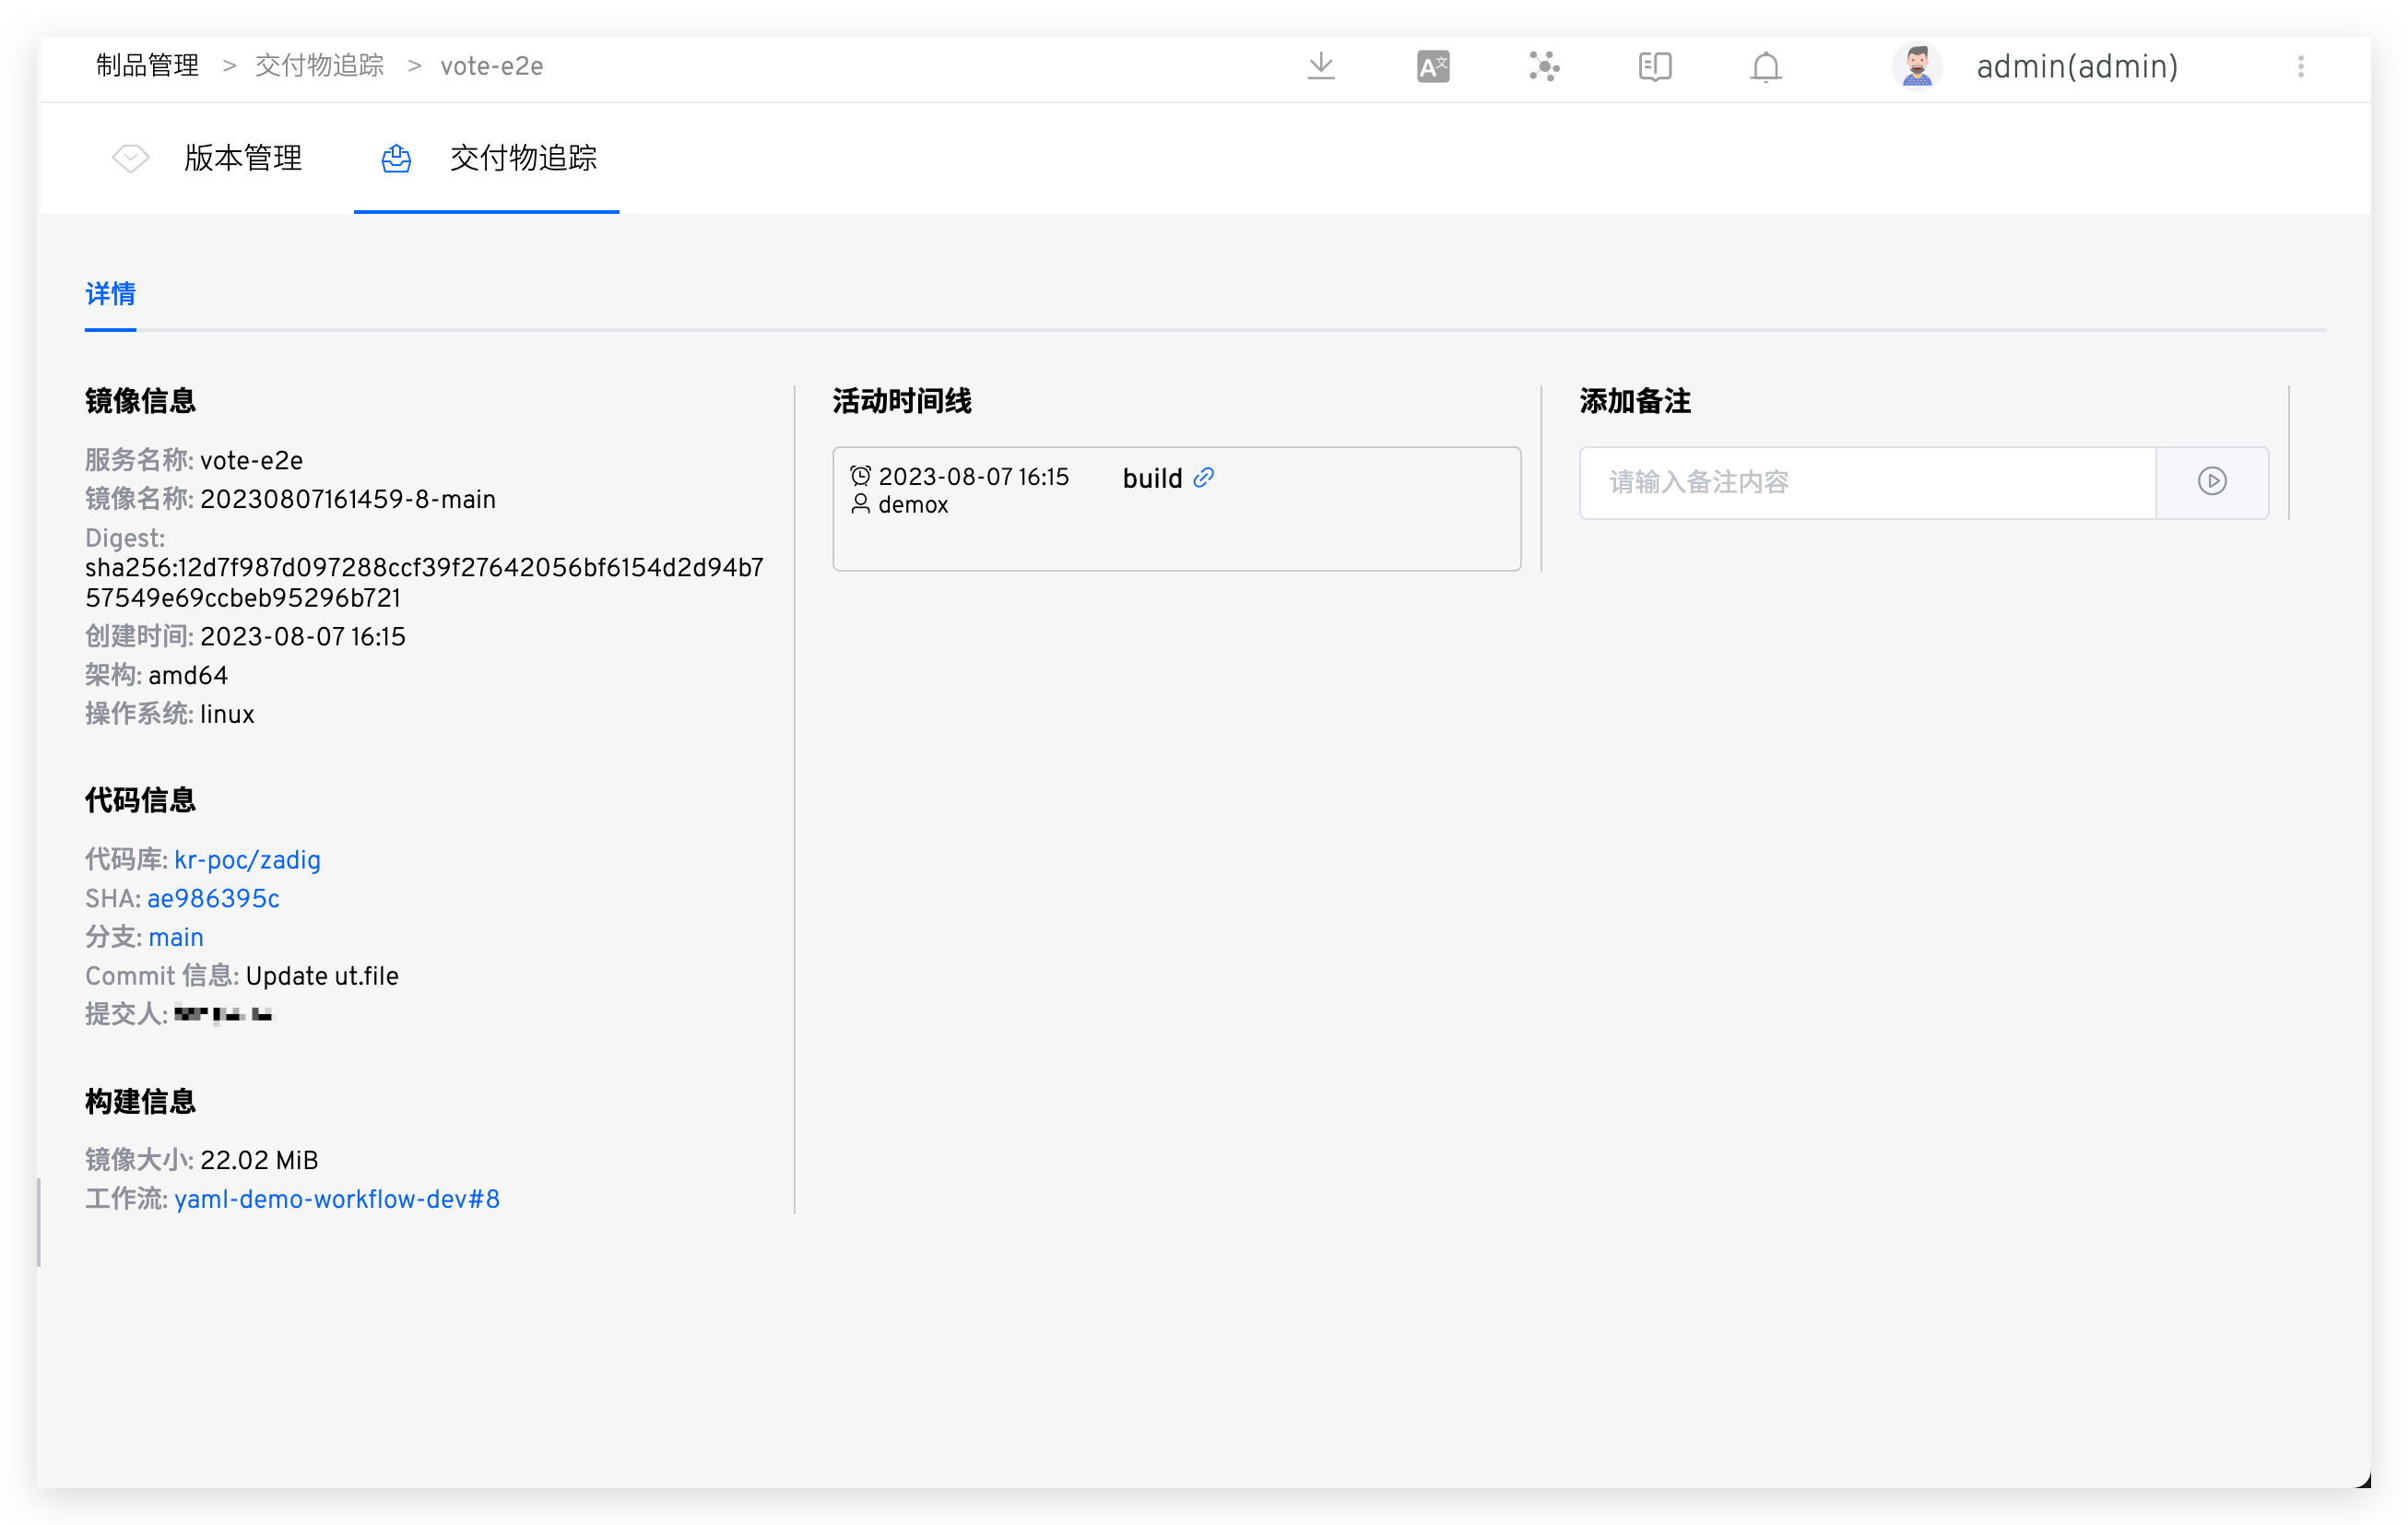 制品管理 > 交付物追踪 > vote-e2e
admin(admin)
版本管理
交付物追踪
详情
镜像信息
服务名称: vote-e2e
镜像名称: 20230807161459-8-main
Digest:
sha256:12d7f987d097288ccf39f27642056bf6154d2d94b7
57549e69ccbeb95296b721
创建时间: 2023-08-07 16:15
架构: amd64
操作系统: linux
代码信息
代码库: kr-poc/zadig
SHA: ae986395c
分支: main
Commit 信息: Update ut.file
提交人:
构建信息
镜像大小: 22.02 MiB
工作流: yaml-demo-workflow-dev#8
活动时间线
2023-08-07 16:15 build
demox
添加备注
请输入备注内容